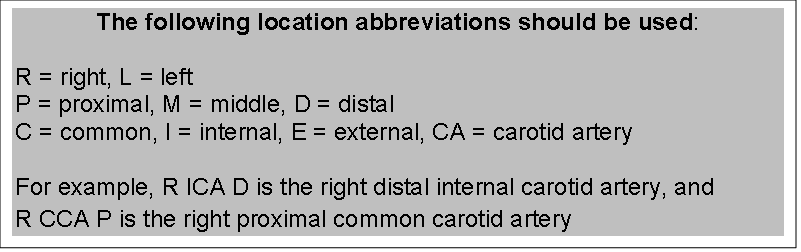 The following location abbreviations should be used:
R = right, L = left
P = proximal, M = middle, D = distal
C = common, I = internal, E = external, CA = carotid artery
For example, R ICA D is the right distal internal carotid artery, and
R CCA P is the right proximal common carotid artery